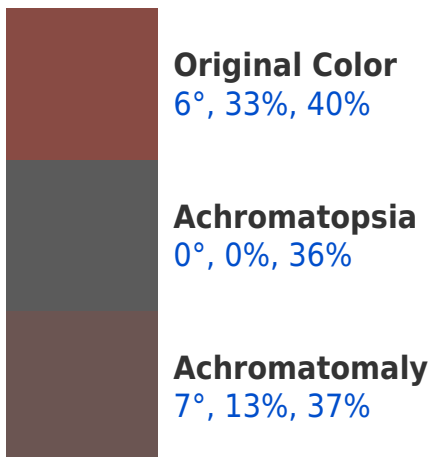 Original Color
6°, 33%, 40%
Achromatopsia
0°, 0%, 36%
Achromatomaly
7°, 13%, 37%